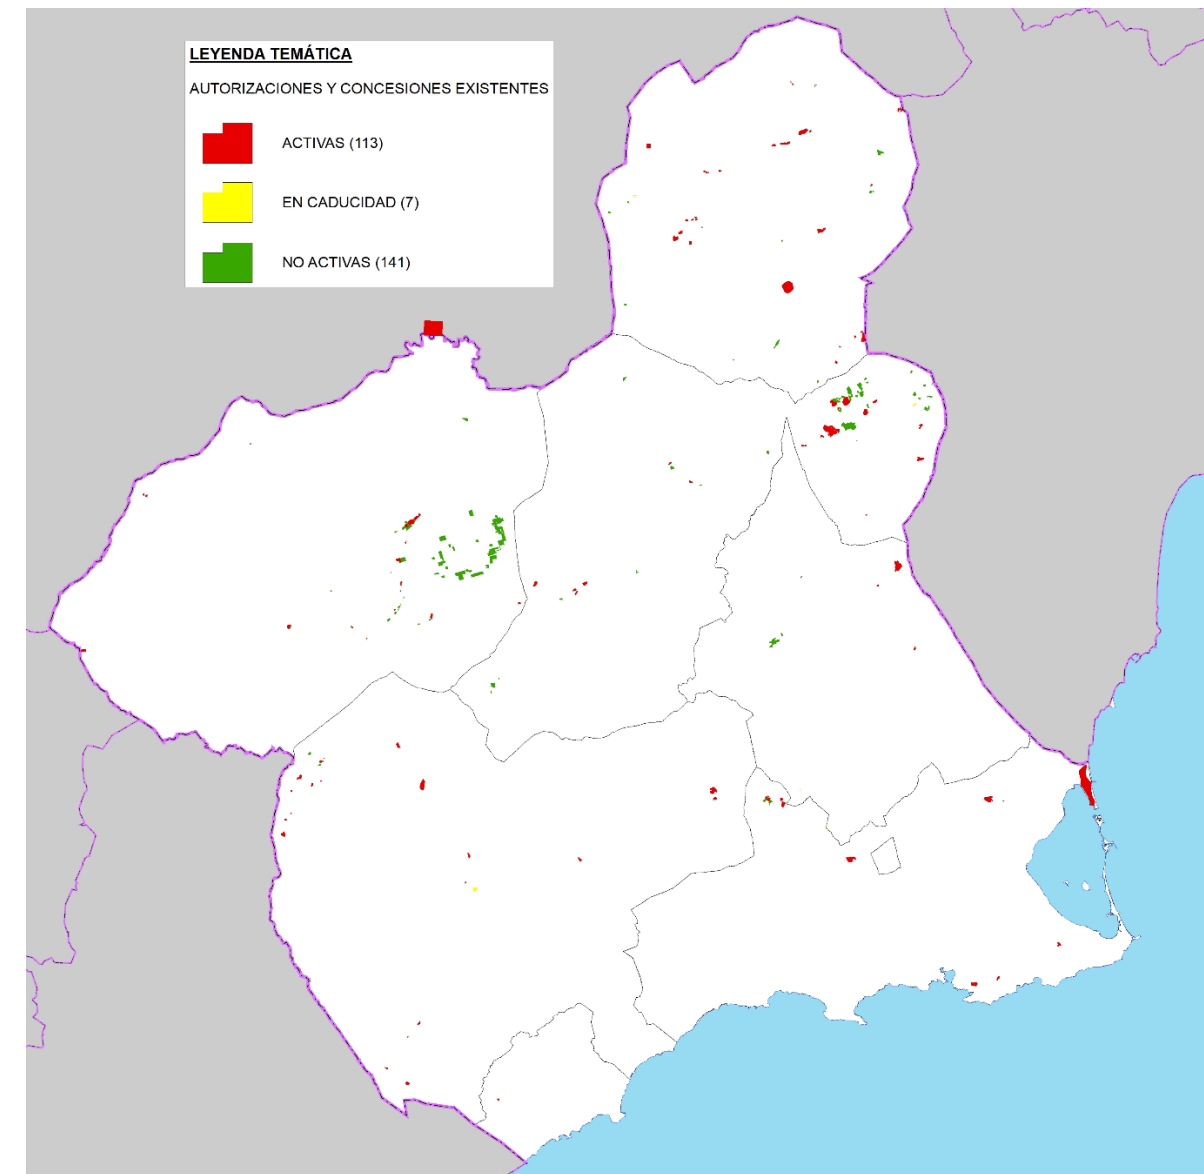 LEYENDA TEMÁTICA
AUTORIZACIONES Y CONCESIONES EXISTENTES
ACTIVAS (113)
EN CADUCIDAD (7)
NO ACTIVAS (141)